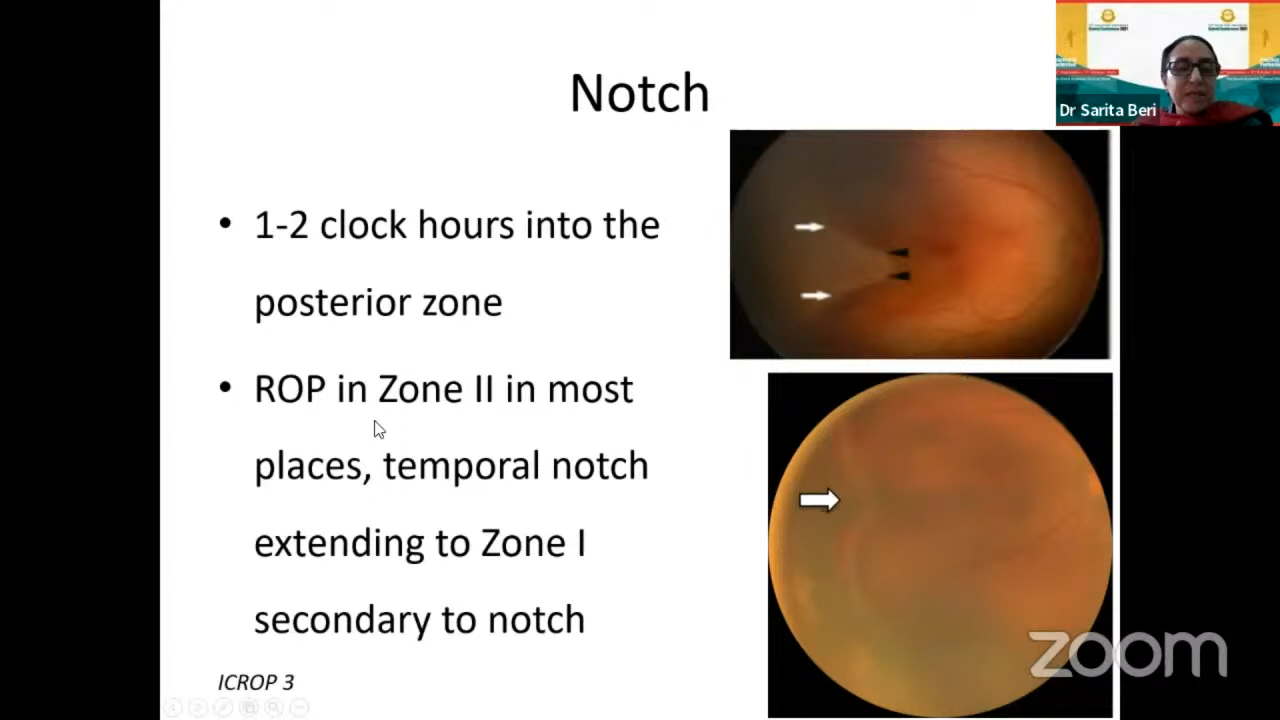 Notch
Dr Sarita Beri
• 1-2 clock hours into the
posterior zone
• ROP in Zone II in most
places, temporal notch
extending to Zone I
secondary to notch
ICROP 3
zoom